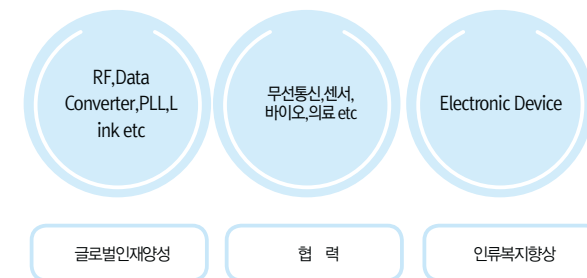 RF,Data
Converter,PLL,L
ink etc
무선통신,센서,
바이오,의료 etc
Electronic Device
글로벌인재양성
협 력
인류복지향상